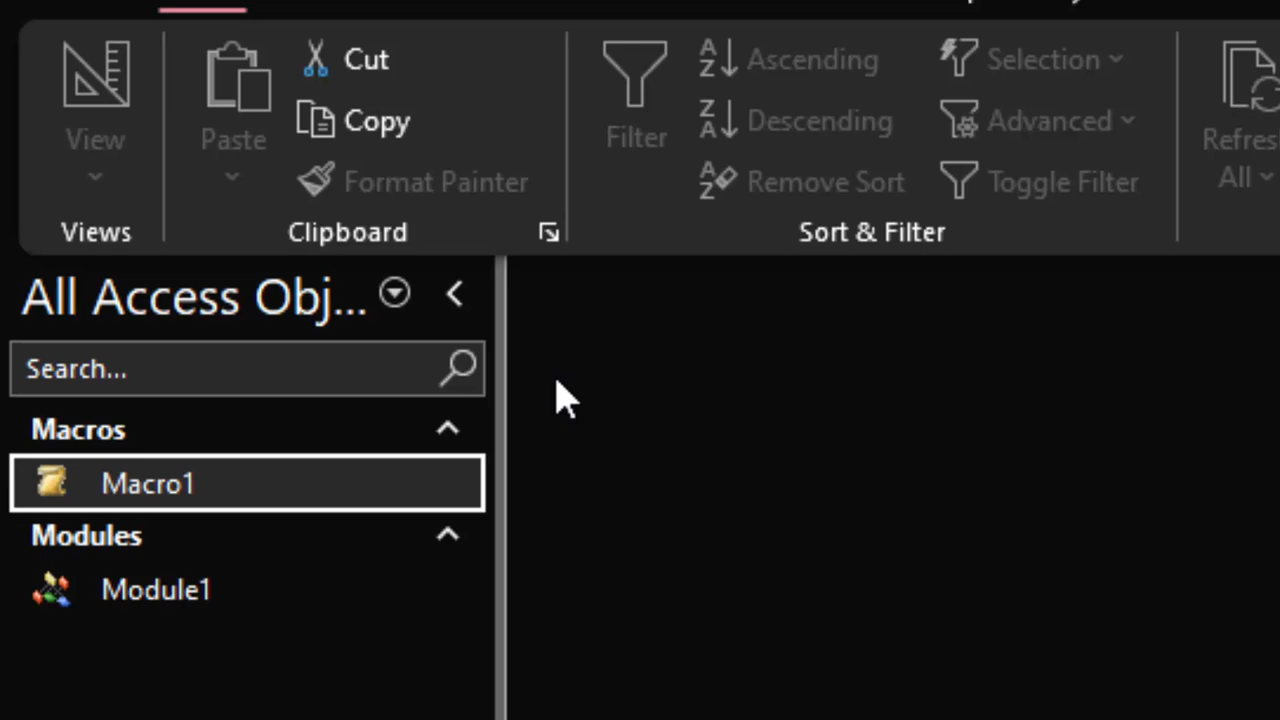 View
Paste
Cut
Copy
Format Painter
Filter
Ascending
Descending
Remove Sort
Selection
Advanced
Toggle Filter
All
Views
Clipboard
Sort & Filter
All Access Obj...
Search...
Macros
Macro1
Modules
Module1